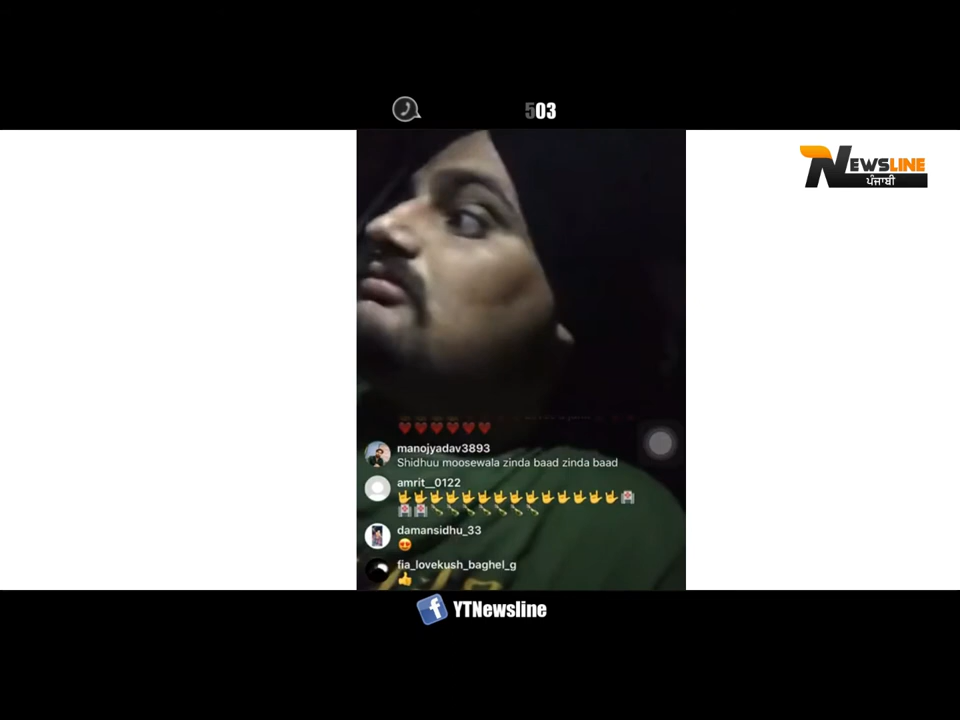 503
NEWSLINE
ਪੰਜਾਬੀ
manojyadav3893
Shidhuu moosewala zinda baad zinda baad
amrit__0122
damansidhu_33
fia_lovekush_baghel_g
YTNewsline